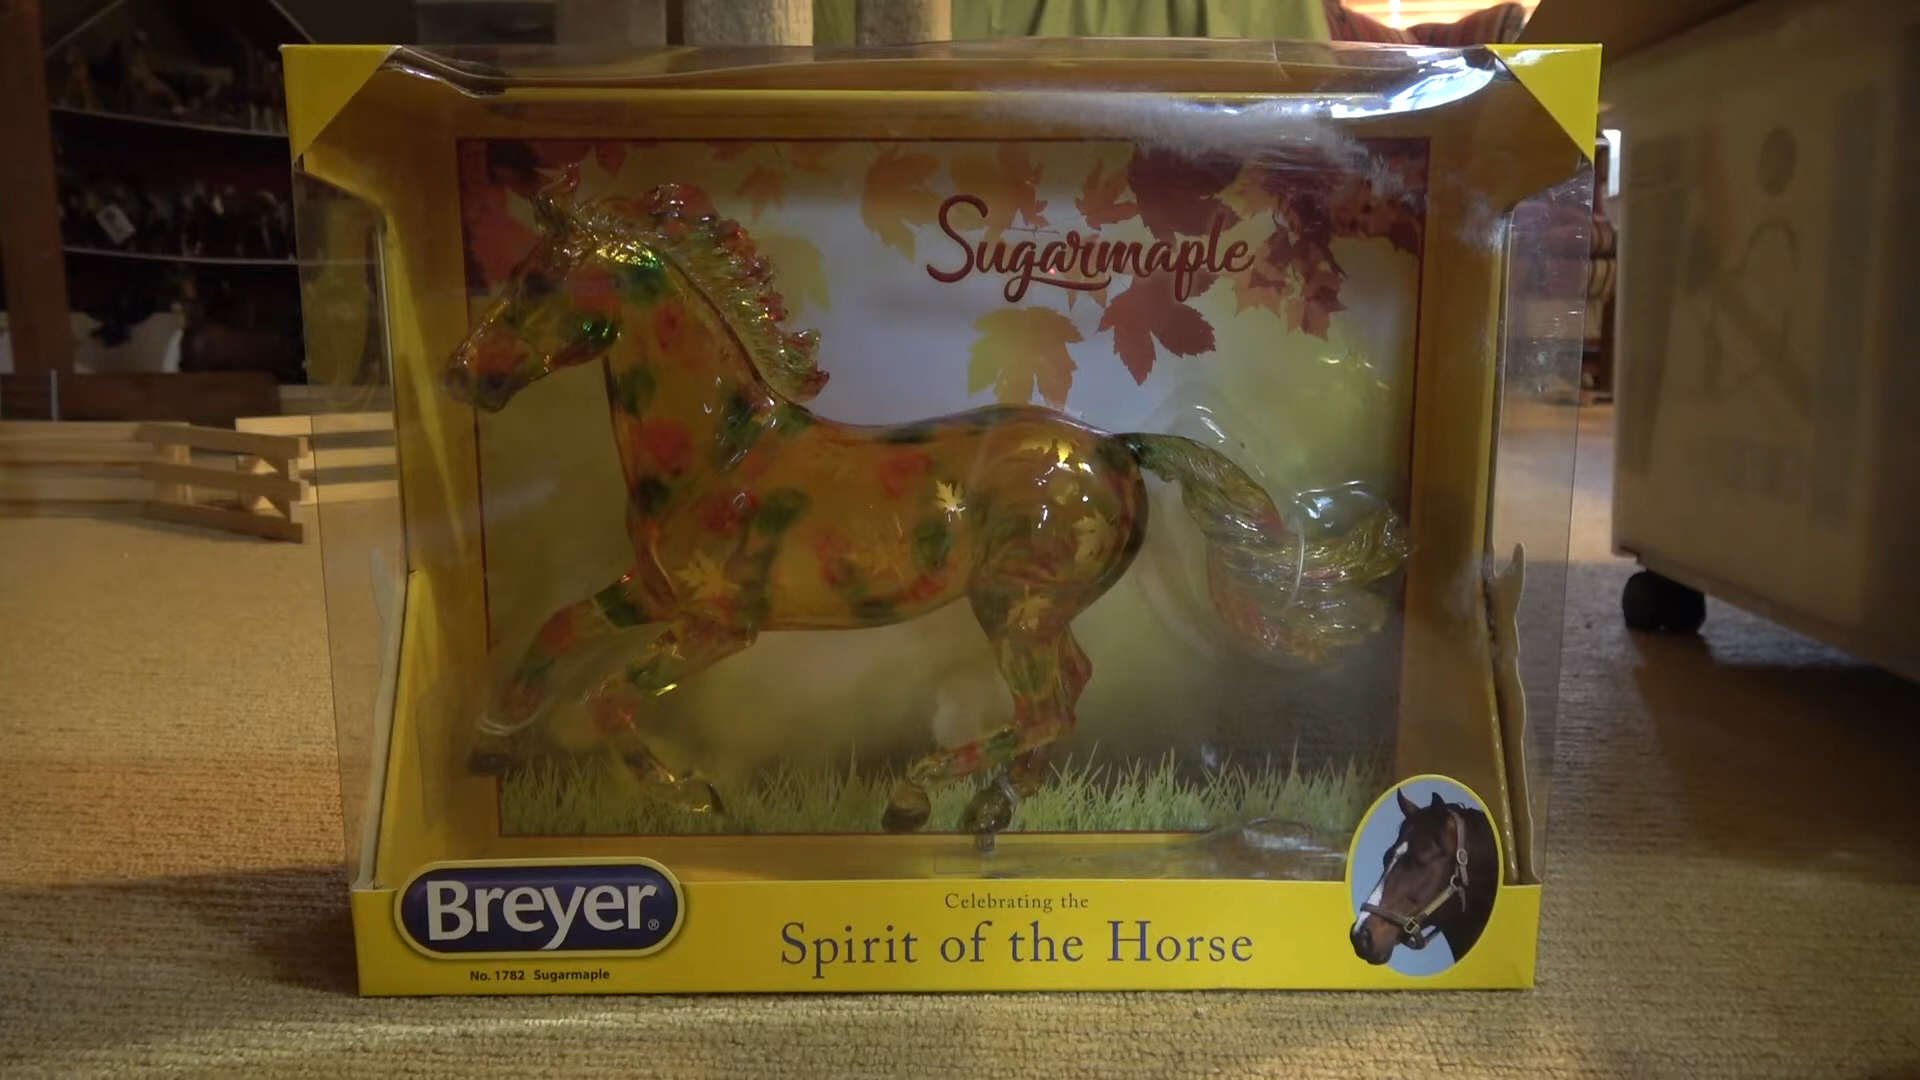 Sugarmaple
Breyer®
Celebrating the
Spirit of the Horse
No. 1782 Sugarmaple